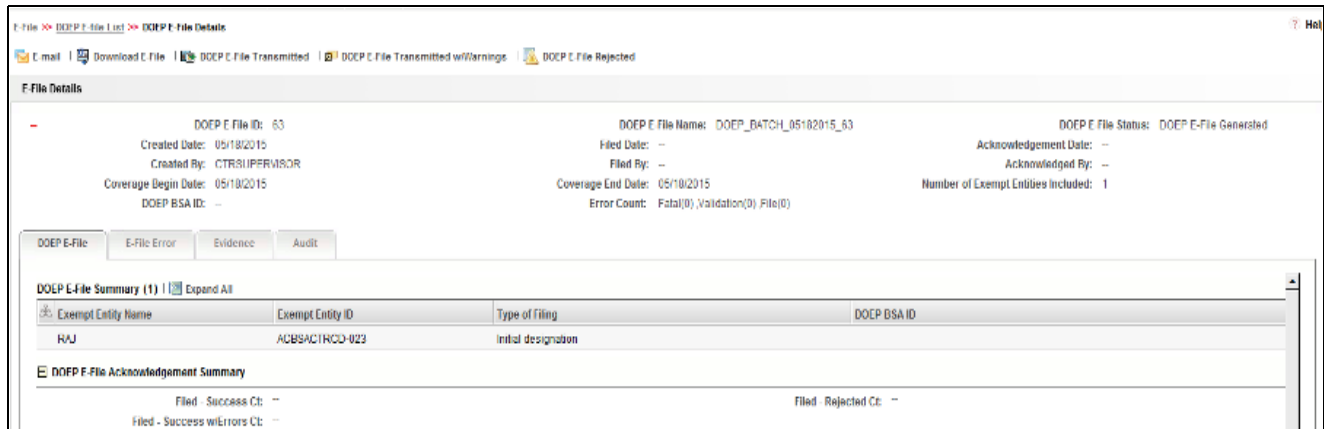 E-File >> DOEP E-file List >> DOEP E-File Details ? Help
E-mail | Download E-File | DOEP E-File Transmitted | DOEP E-File Transmitted w/Warnings | DOEP E-File Rejected
E-File Details
DOEP E File ID: 63 DOEP E File Name: DOEP_BATCH_05182015_63 DOEP E File Status: DOEP E-File Generated
Created Date: 05/18/2015 Filed Date: -- Acknowledgement Date: --
Created By: CTRSUPERVISOR Filed By: -- Acknowledged By: --
Coverage Begin Date: 05/18/2015 Coverage End Date: 05/18/2015 Number of Exempt Entities Included: 1
DOEP BSA ID: -- Error Count: Fatal(0) ,Validation(0) ,File(0)
DOEP E-File E-File Error Evidence Audit
DOEP E-File Summary (1) | Expand All
Exempt Entity Name Exempt Entity ID Type of Filing DOEP BSA ID
RAJ ACBSACTRCD-023 Initial designation
DOEP E-File Acknowledgement Summary
Filed - Success Ct: -- Filed - Rejected Ct: --
Filed - Success w/Errors Ct: --